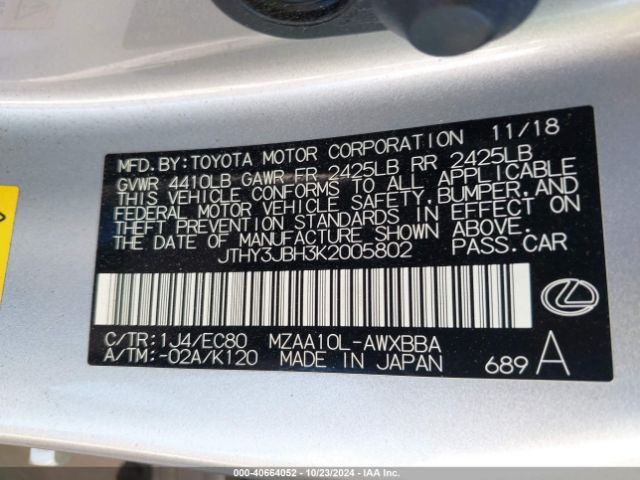 MFD. BY: TOYOTA MOTOR CORPORATION 11/18
GVWR 4410LB GAWR FR 2425LB RR 2425LB
THIS VEHICLE CONFORMS TO ALL APPLICABLE
FEDERAL MOTOR VEHICLE SAFETY, BUMPER, AND
THEFT PREVENTION STANDARDS IN EFFECT ON
THE DATE OF MANUFACTURE SHOWN ABOVE.
JTHY3JBH3K2005802 PASS.CAR
C/TR: 1J4/EC80 MZAA10L-AWXBBA
A/TM: -02A/K120 MADE IN JAPAN 689 A
000-40664052 / 10/23/2024 - IAA Inc.